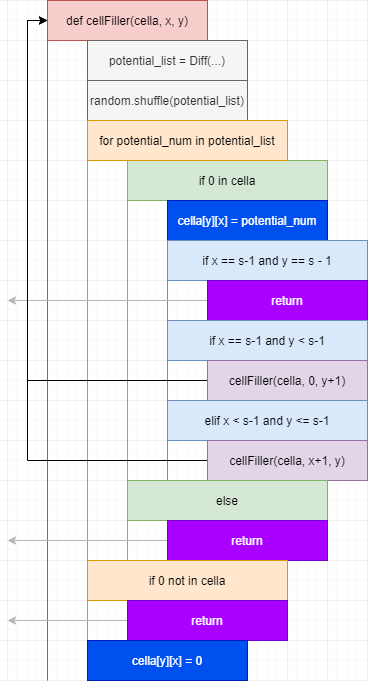 def cellFiller(cella, x, y)
potential_list = Diff(...)
random.shuffle(potential_list)
for potential_num in potential_list
if 0 in cella
cella[y][x] = potential_num
if x == s-1 and y == s - 1
return
if x == s-1 and y < s-1
cellFiller(cella, 0, y+1)
elif x < s-1 and y <= s-1
cellFiller(cella, x+1, y)
else
return
if 0 not in cella
return
cella[y][x] = 0